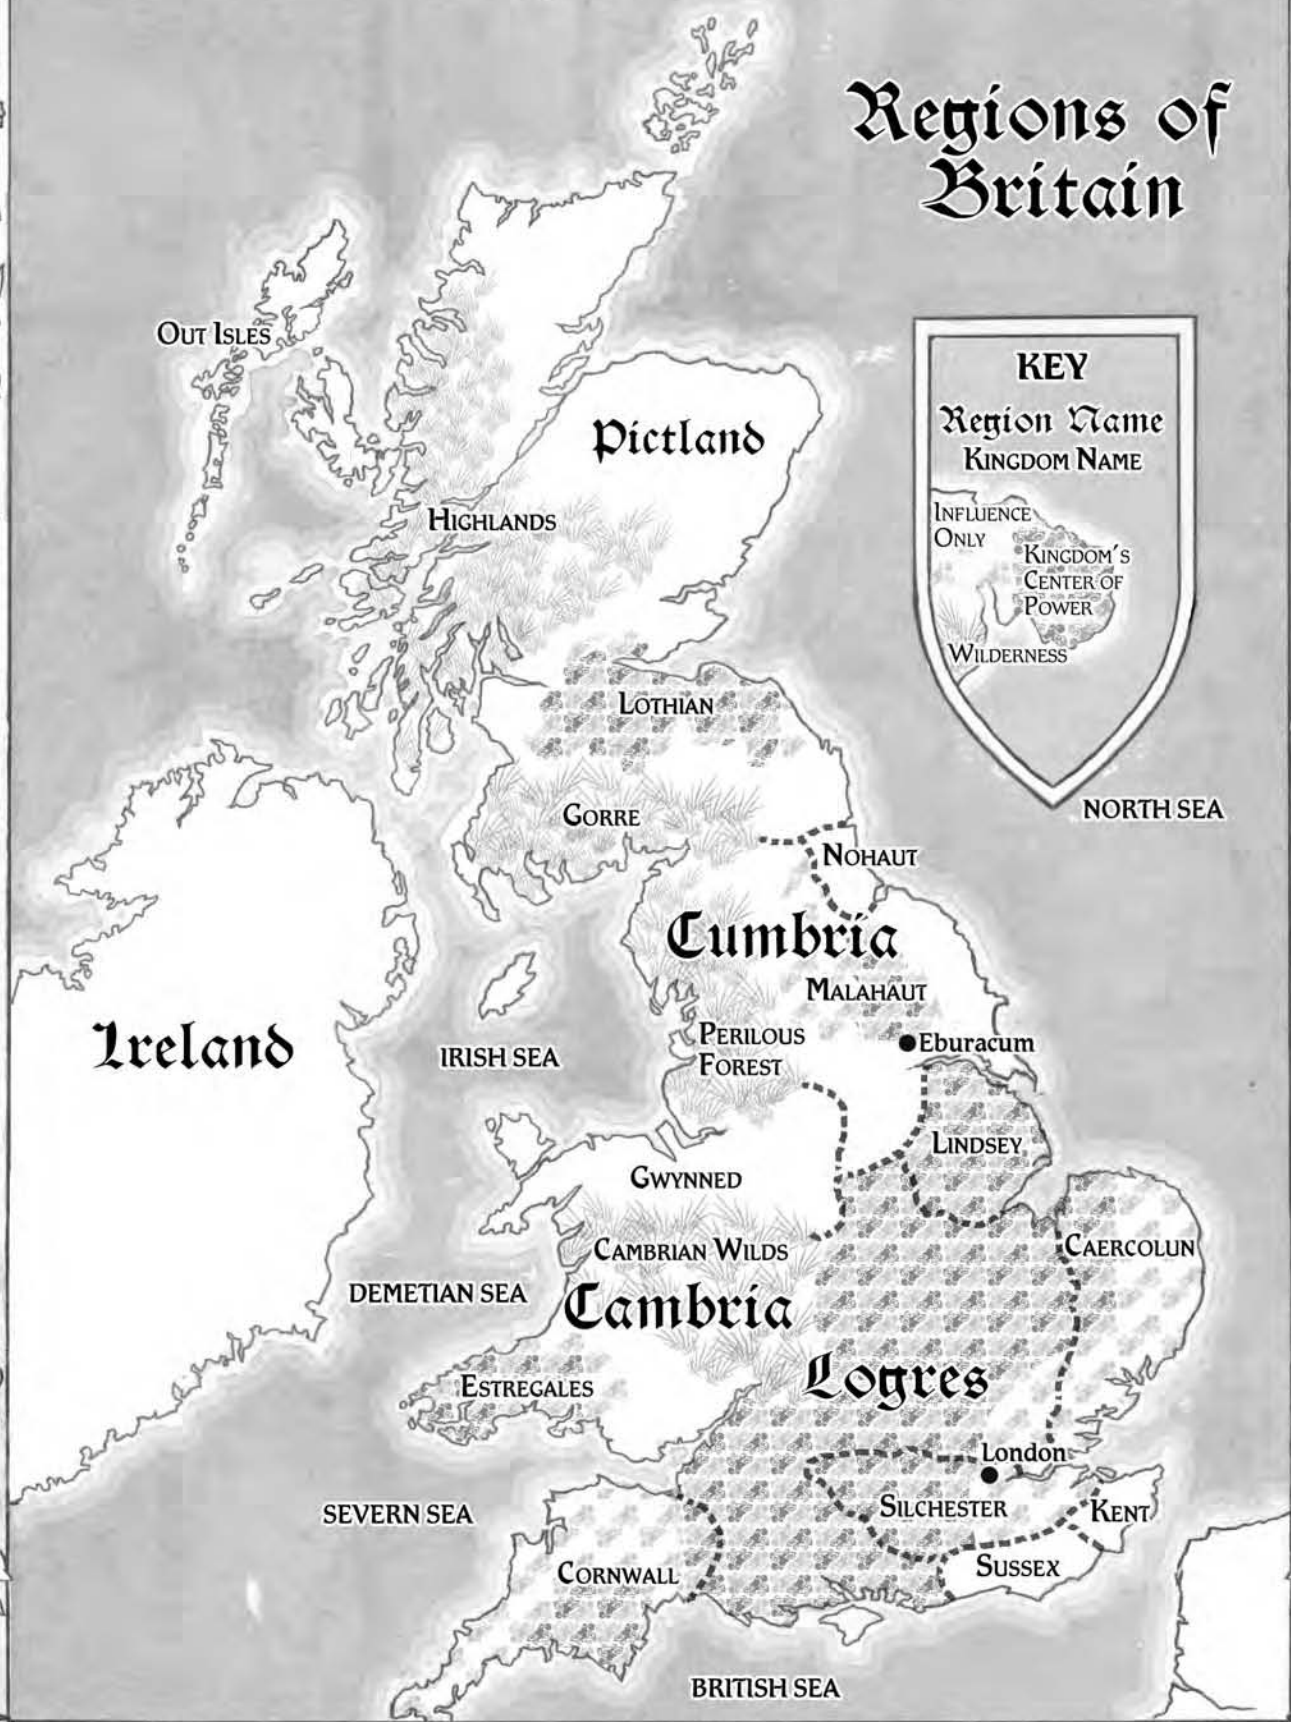 Regions of
Britain
OUT ISLES
KEY
Region Name
KINGDOM NAME
INFLUENCE
ONLY
KINGDOM'S
CENTER OF
POWER
WILDERNESS
Pictland
HIGHLANDS
LOTHIAN
NORTH SEA
GORRE
NOHAUT
Cumbria
MALAHAUT
Ireland
IRISH SEA
PERILOUS
FOREST
Eburacum
LINDSEY
GWYNNED
CAMBRIAN WILDS
CAERCOLUN
DEMETIAN SEA
Cambria
Logres
ESTREGALES
London
SEVERN SEA
SILCHESTER
KENT
CORNWALL
SUSSEX
BRITISH SEA